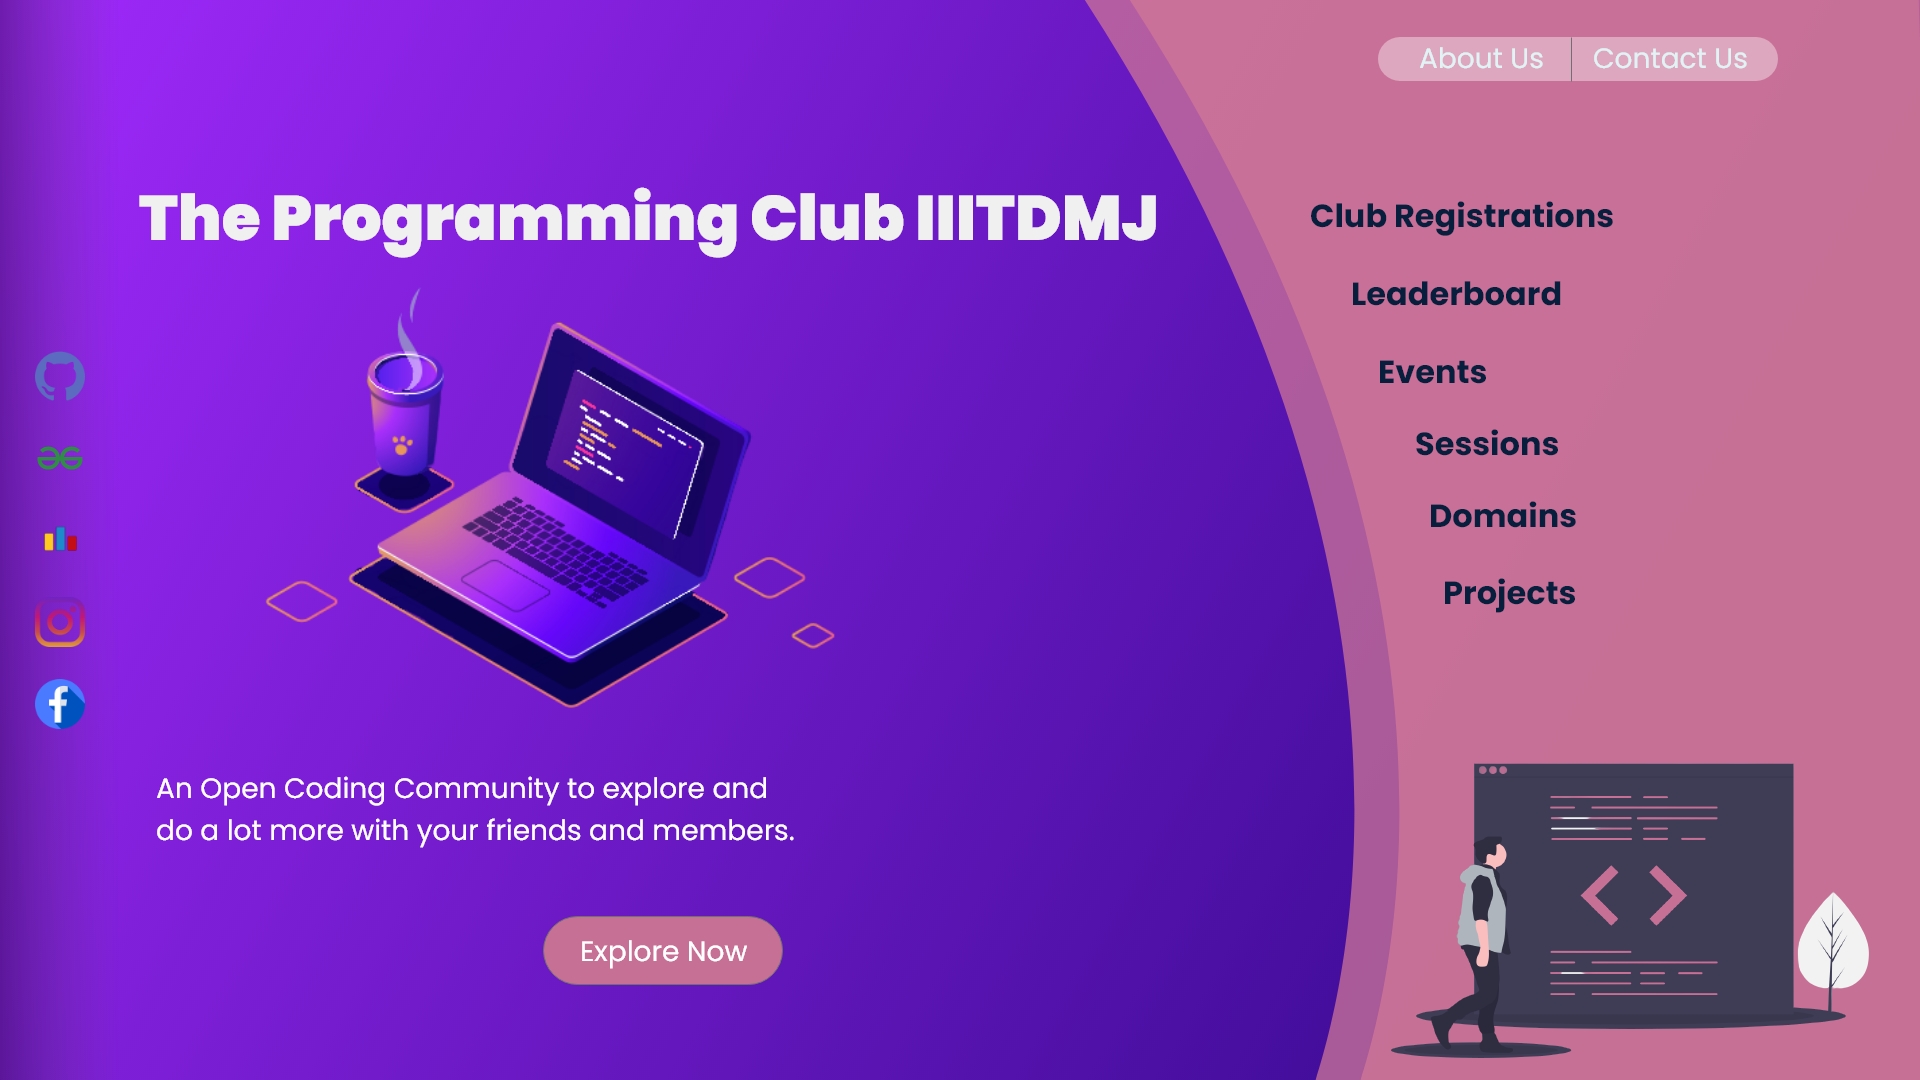 About Us
Contact Us
The Programming Club IIITDMJ
Club Registrations
Leaderboard
Events
Sessions
Domains
Projects
An Open Coding Community to explore and
do a lot more with your friends and members.
Explore Now